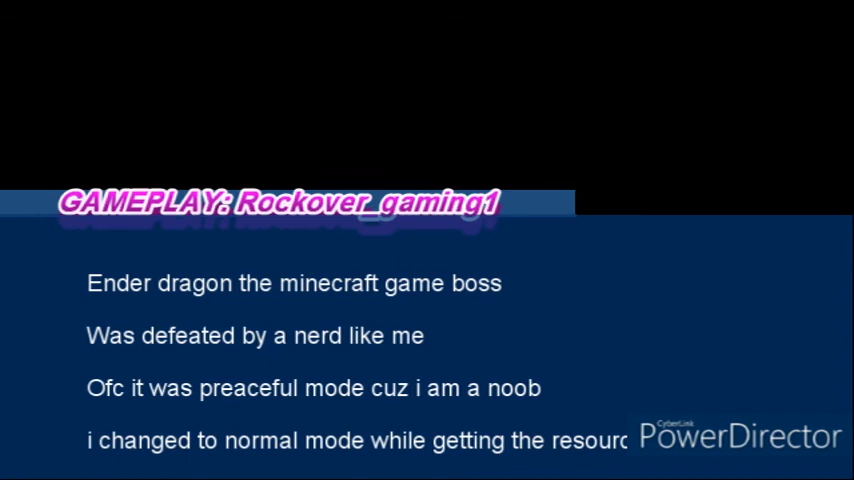 GAMEPLAY: Rockover_gaming1
Ender dragon the minecraft game boss
Was defeated by a nerd like me
Ofc it was preaceful mode cuz i am a noob
i changed to normal mode while getting the
CyberLink
PowerDirector